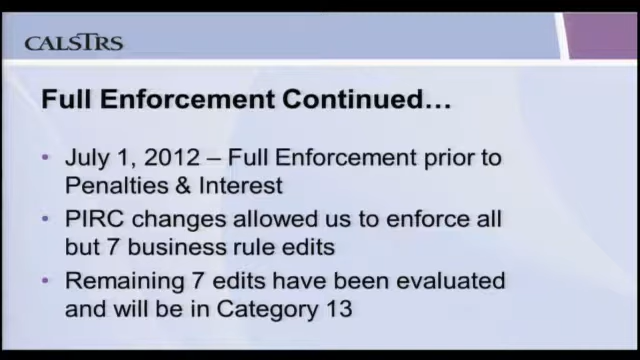 CALSTRS
Full Enforcement Continued...
• July 1, 2012 – Full Enforcement prior to
Penalties & Interest
• PIRC changes allowed us to enforce all
but 7 business rule edits
• Remaining 7 edits have been evaluated
and will be in Category 13